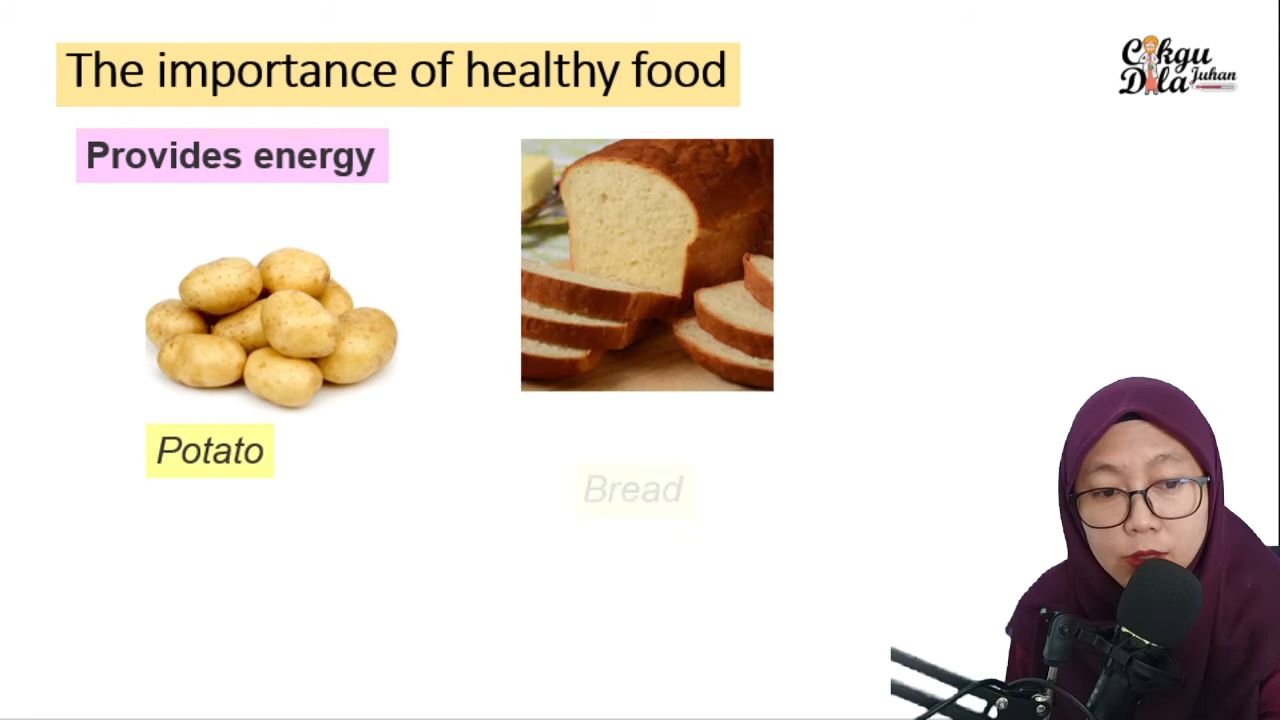 The importance of healthy food
Cikgu
Dila Juhan
Provides energy
Potato
Bread